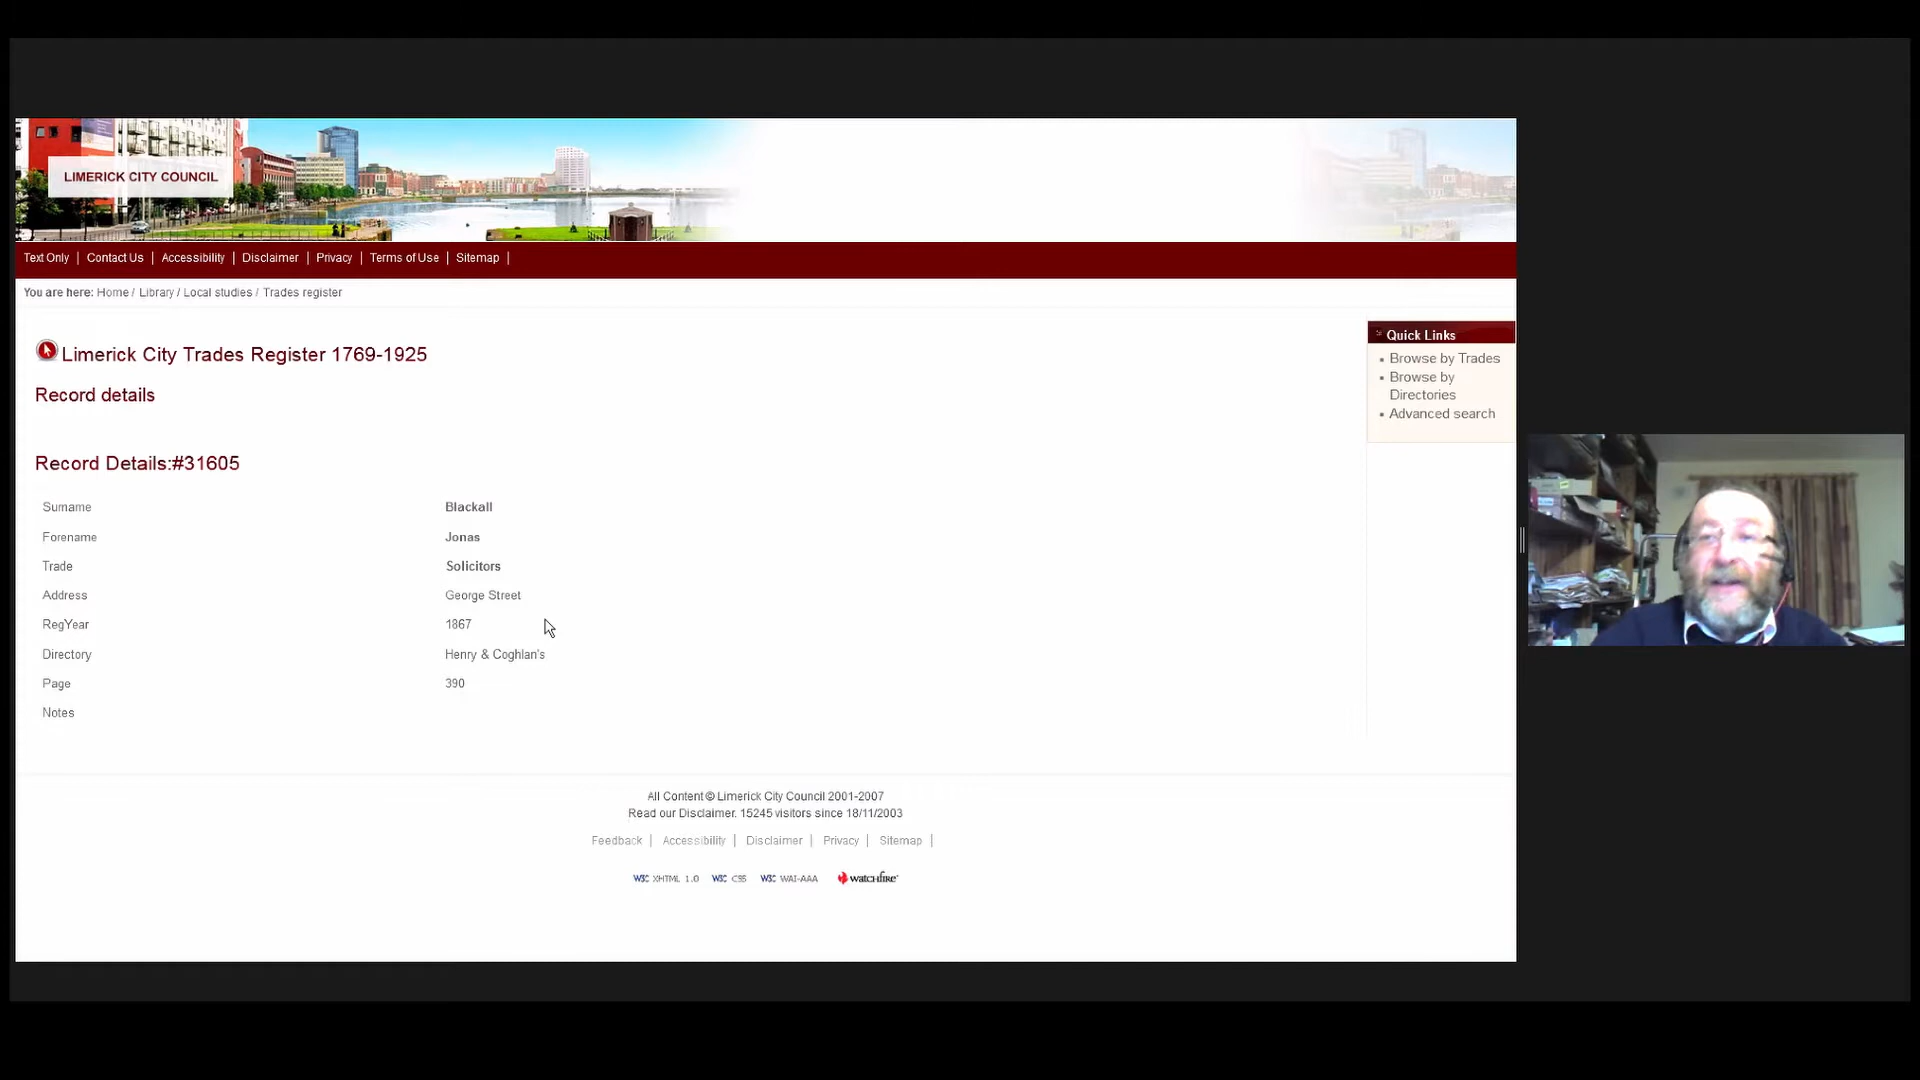 LIMERICK CITY COUNCIL
Text Only | Contact Us | Accessibility | Disclaimer | Privacy | Terms of Use | Sitemap |
You are here: Home / Library / Local studies / Trades register
Limerick City Trades Register 1769-1925
Record details
Record Details:#31605
Surname Blackall
Forename Jonas
Trade Solicitors
Address George Street
RegYear 1867
Directory Henry & Coghlan's
Page 390
Notes
Quick Links
Browse by Trades
Browse by
Directories
Advanced search
All Content © Limerick City Council 2001-2007
Read our Disclaimer. 15245 visitors since 18/11/2003
Feedback | Accessibility | Disclaimer | Privacy | Sitemap |
W3C XHTML 1.0 W3C CSS W3C WAI-AAA watchfire